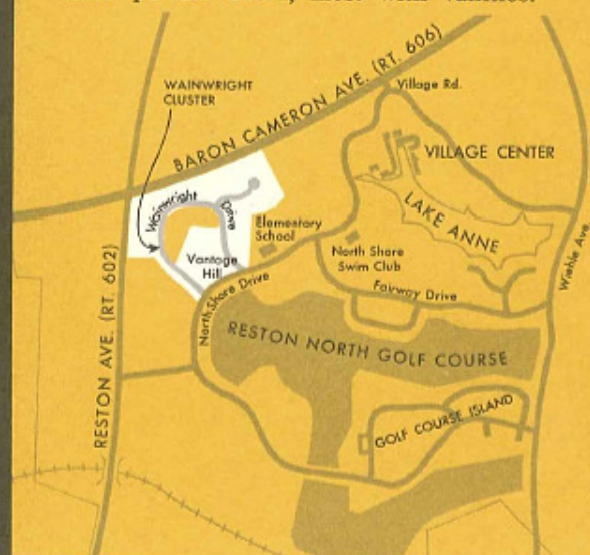 BARON CAMERON AVE. (RT. 606)
Village Rd.
WAINWRIGHT
CLUSTER
VILLAGE CENTER
Wainwright
Drive
LAKE ANNE
Elementary
School
North Shore
Swim Club
Vantage
Hill
Wiehle Ave.
North Shore Drive
Fairway Drive
RESTON AVE. (RT. 602)
RESTON NORTH GOLF COURSE
GOLF COURSE ISLAND